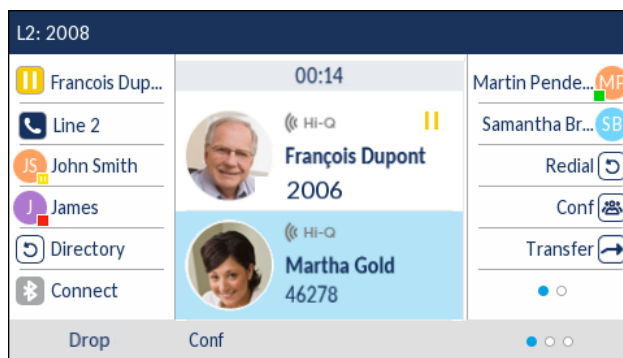 L2: 2008
Francois Dup...
Line 2
JS John Smith
J James
Directory
Connect
00:14
Hi-Q
François Dupont
2006
Hi-Q
Martha Gold
46278
Martin Pende... MP
Samantha Br... SB
Redial
Conf
Transfer
Drop
Conf